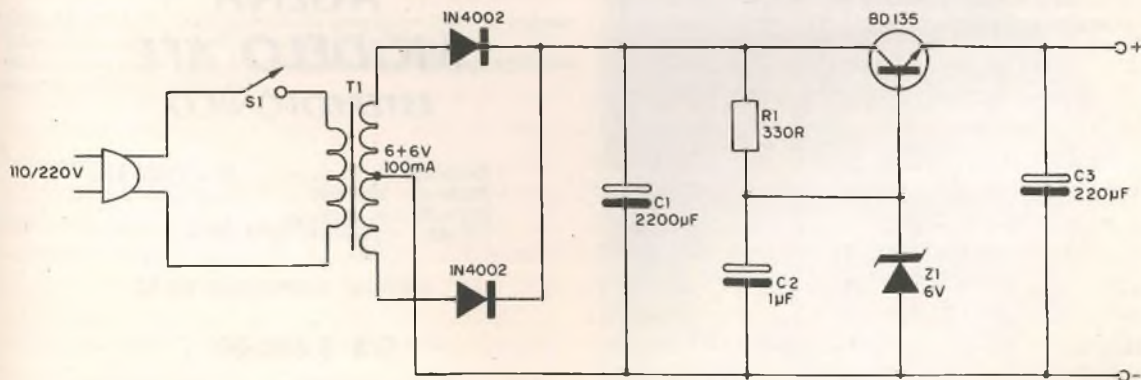 1N4002
BD135
S1
T1
R1
330R
110/220V
6+6V
100mA
C1
2200µF
C3
220µF
1N4002
C2
1µF
Z1
6V
+
-